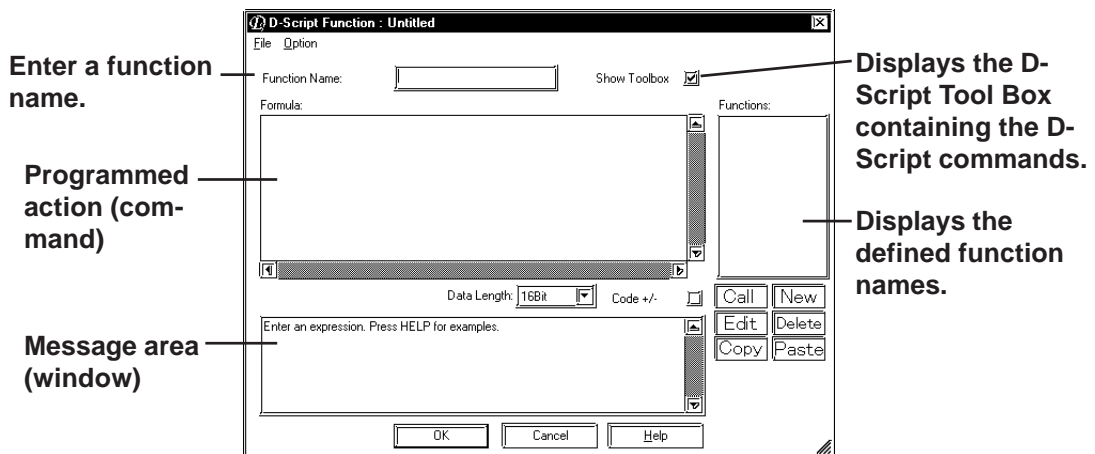 D-Script Function : Untitled
File Option
Enter a function
name.
Function Name:
Show Toolbox
Displays the D-
Script Tool Box
containing the D-
Script commands.
Formula:
Functions:
Programmed
action (com-
mand)
Displays the
defined function
names.
Data Length: 16Bit
Code +/-
Call New
Edit Delete
Copy Paste
Enter an expression. Press HELP for examples.
Message area
(window)
OK Cancel Help